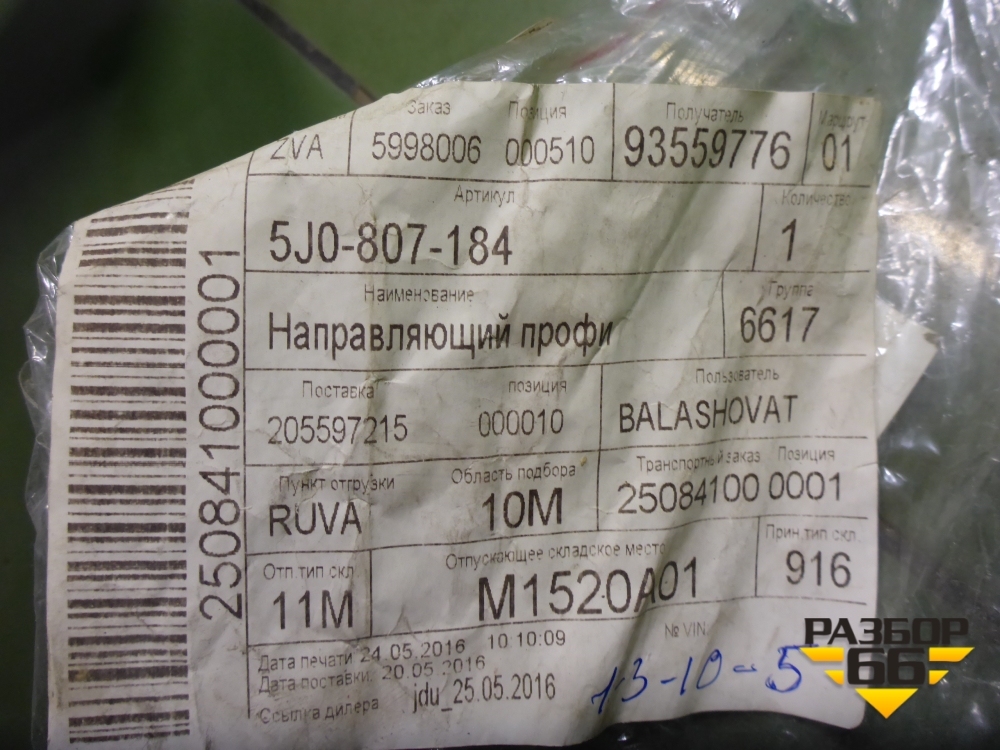 Заказ Позиция Получатель Маршрут
ZVA 5998006 000510 93559776 01
Артикул Количество
5J0-807-184 1
Наименование Группа
Направляющий профи 6617
Поставка позиция Пользователь
205597215 000010 BALASHOVAT
Пункт отгрузки Область подбора Транспортный заказ Позиция
RUVA 10M 25084100 0001
Отп.тип скл. Отпускающее складское место Прин.тип скл.
11M M1520A01 916
Дата печати 24.05.2016 10:10:09 № VIN
Дата поставки: 20.05.2016
Ссылка дилера jdu_25.05.2016
13-10-5
250841000001
РАЗБОР
66